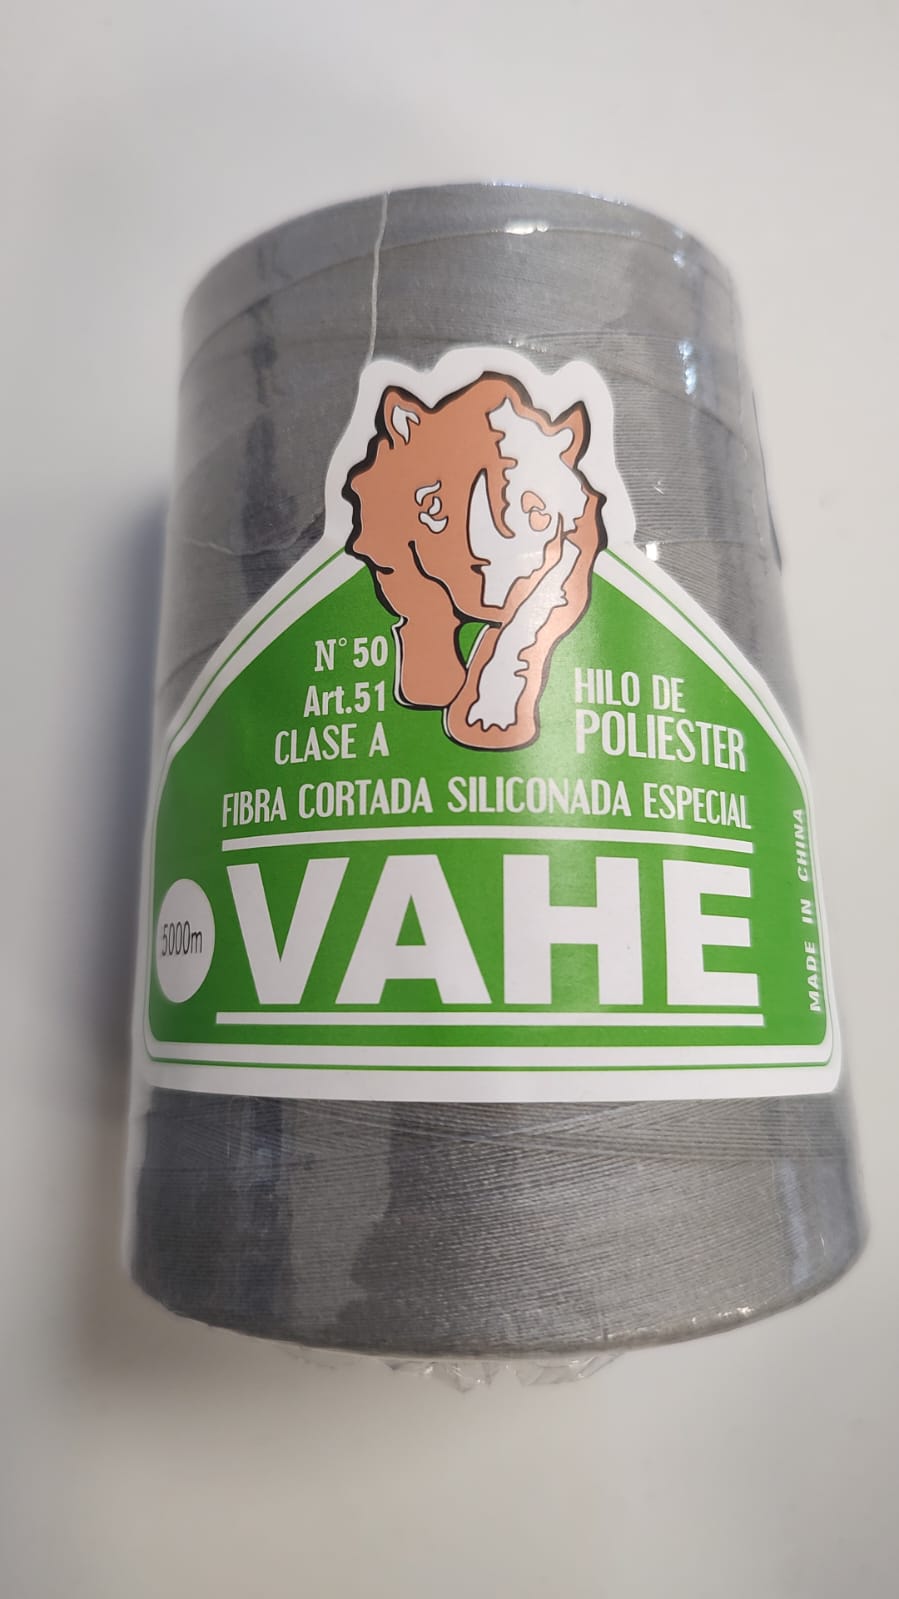 N° 50
Art.51
CLASE A
HILO DE
POLIESTER
FIBRA CORTADA SILICONADA ESPECIAL
VAHE
5000m
MADE IN CHINA